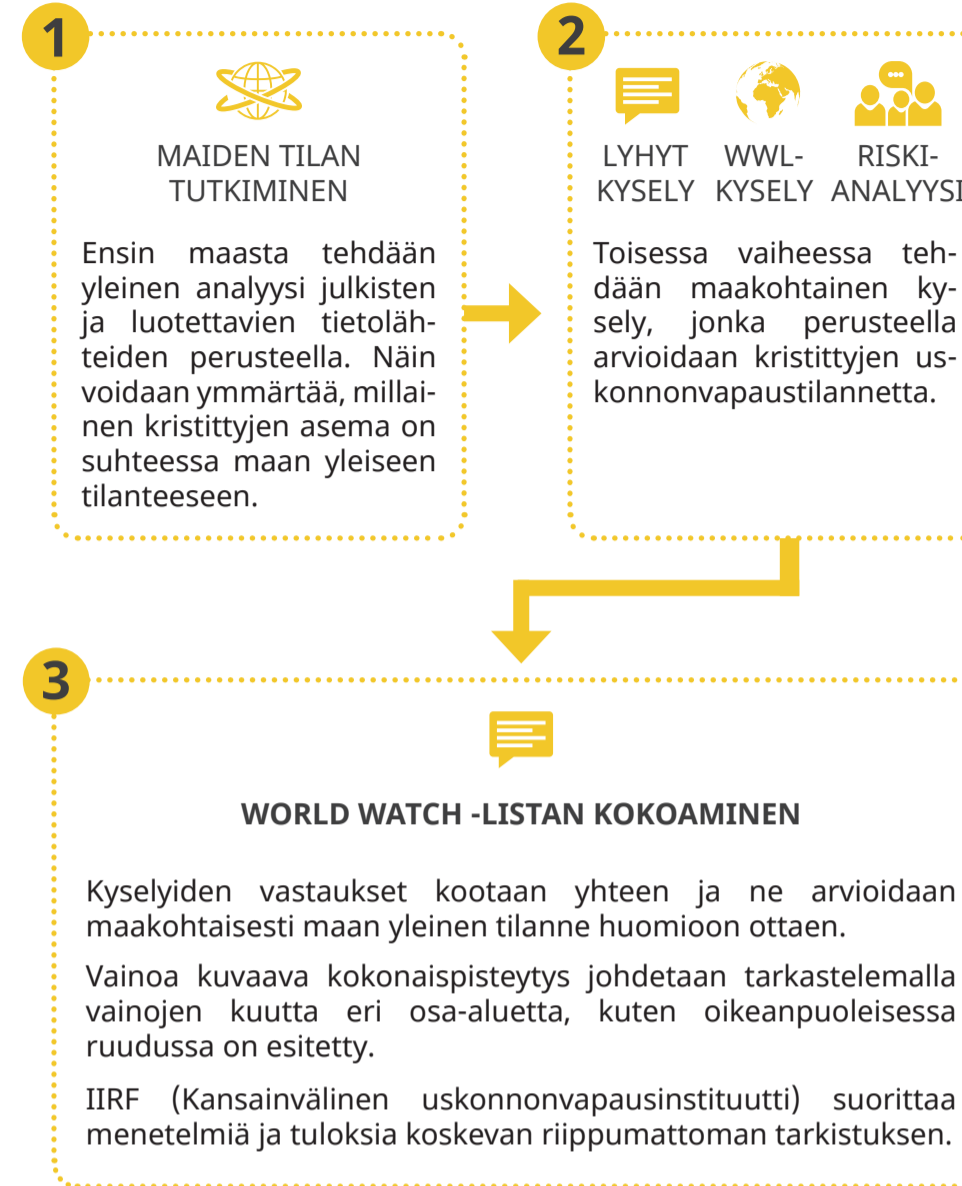 1
MAIDEN TILAN
TUTKIMINEN
Ensin maasta tehdään
yleinen analyysi julkisten
ja luotettavien tietoläh-
teiden perusteella. Näin
voidaan ymmärtää, millai-
nen kristittyjen asema on
suhteessa maan yleiseen
tilanteeseen.
2
LYHYT
KYSELY
WWL-
KYSELY
RISKI-
ANALYYSI
Toisessa vaiheessa teh-
dään maakohtainen ky-
sely, jonka perusteella
arvioidaan kristittyjen us-
konnonvapaustilannetta.
3
WORLD WATCH -LISTAN KOKOAMINEN
Kyselyiden vastaukset kootaan yhteen ja ne arvioidaan
maakohtaisesti maan yleinen tilanne huomioon ottaen.
Vainoa kuvaava kokonaispisteytys johdetaan tarkastelemalla
vainojen kuutta eri osa-aluetta, kuten oikeanpuoleisessa
ruudussa on esitetty.
IIRF (Kansainvälinen uskonnonvapausinstituutti) suorittaa
menetelmiä ja tuloksia koskevan riippumattoman tarkistuksen.